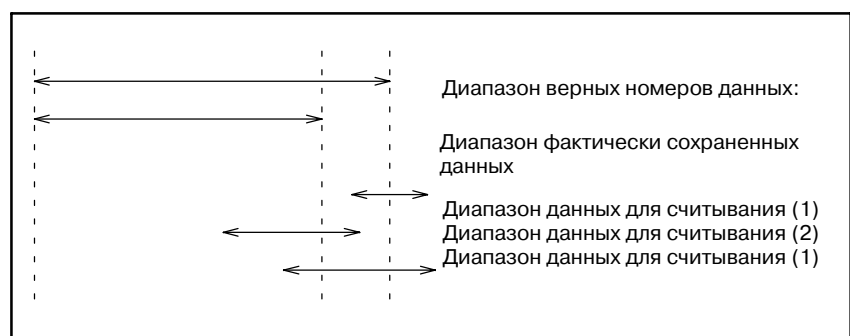 Диапазон верных номеров данных:
Диапазон фактически сохраненных
данных
Диапазон данных для считывания (1)
Диапазон данных для считывания (2)
Диапазон данных для считывания (1)